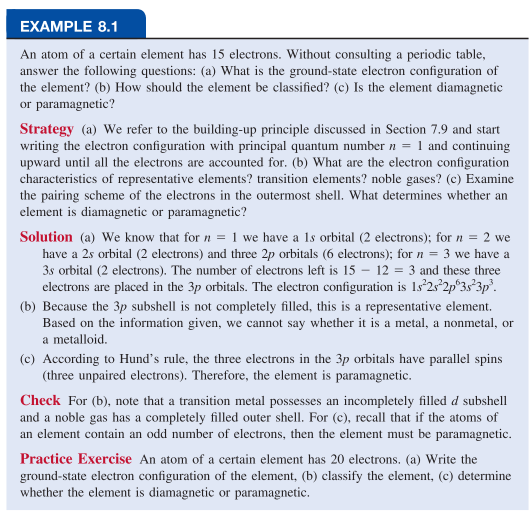 EXAMPLE 8.1
An atom of a certain element has 15 electrons. Without consulting a periodic table,
answer the following questions: (a) What is the ground-state electron configuration of
the element? (b) How should the element be classified? (c) Is the element diamagnetic
or paramagnetic?
Strategy (a) We refer to the building-up principle discussed in Section 7.9 and start
writing the electron configuration with principal quantum number n = 1 and continuing
upward until all the electrons are accounted for. (b) What are the electron configuration
characteristics of representative elements? transition elements? noble gases? (c) Examine
the pairing scheme of the electrons in the outermost shell. What determines whether an
element is diamagnetic or paramagnetic?
Solution (a) We know that for n = 1 we have a 1s orbital (2 electrons); for n = 2 we
have a 2s orbital (2 electrons) and three 2p orbitals (6 electrons); for n = 3 we have a
3s orbital (2 electrons). The number of electrons left is 15 − 12 = 3 and these three
electrons are placed in the 3p orbitals. The electron configuration is 1s²2s²2p⁶3s²3p³.
(b) Because the 3p subshell is not completely filled, this is a representative element.
Based on the information given, we cannot say whether it is a metal, a nonmetal, or
a metalloid.
(c) According to Hund's rule, the three electrons in the 3p orbitals have parallel spins
(three unpaired electrons). Therefore, the element is paramagnetic.
Check For (b), note that a transition metal possesses an incompletely filled d subshell
and a noble gas has a completely filled outer shell. For (c), recall that if the atoms of
an element contain an odd number of electrons, then the element must be paramagnetic.
Practice Exercise An atom of a certain element has 20 electrons. (a) Write the
ground-state electron configuration of the element, (b) classify the element, (c) determine
whether the element is diamagnetic or paramagnetic.